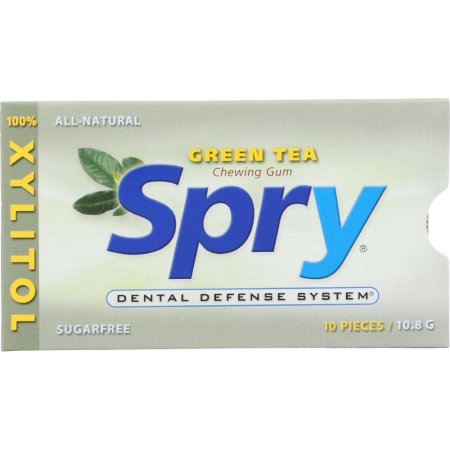 100%
XYLITOL
ALL-NATURAL
GREEN TEA
Chewing Gum
Spry®
DENTAL DEFENSE SYSTEM®
SUGARFREE
10 PIECES / 10.8 G